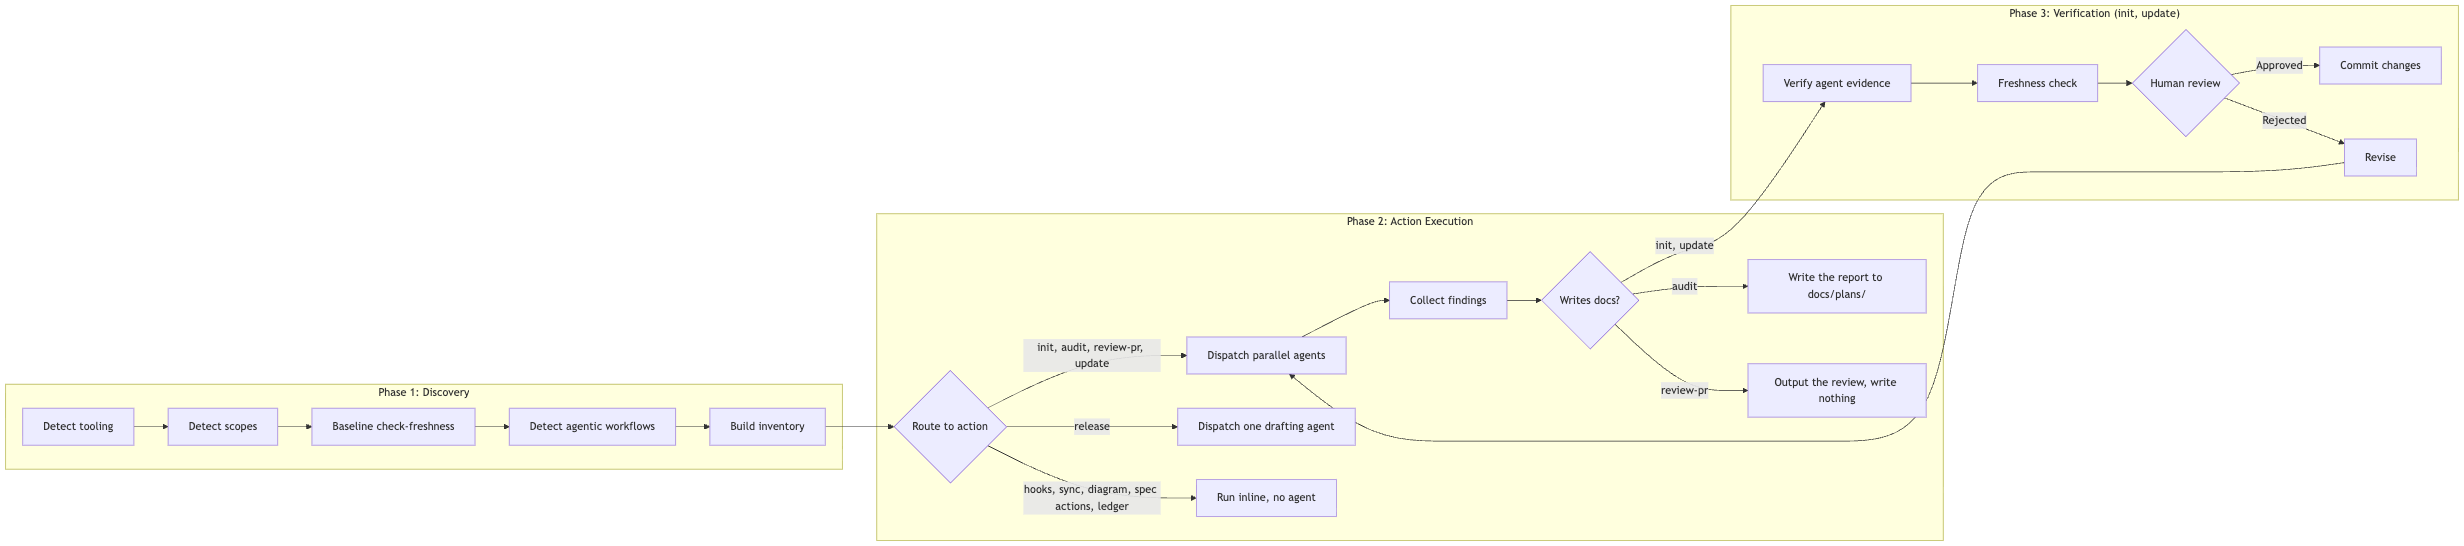 Phase 1: Discovery
Detect tooling
Detect scopes
Baseline check-freshness
Detect agentic workflows
Build inventory
Phase 2: Action Execution
Route to action
init, audit, review-pr,
update
release
hooks, sync, diagram, spec
actions, ledger
Dispatch parallel agents
Dispatch one drafting agent
Run inline, no agent
Collect findings
Writes docs?
init, update
audit
review-pr
Write the report to
docs/plans/
Output the review, write
nothing
Phase 3: Verification (init, update)
Verify agent evidence
Freshness check
Human review
Approved
Rejected
Commit changes
Revise